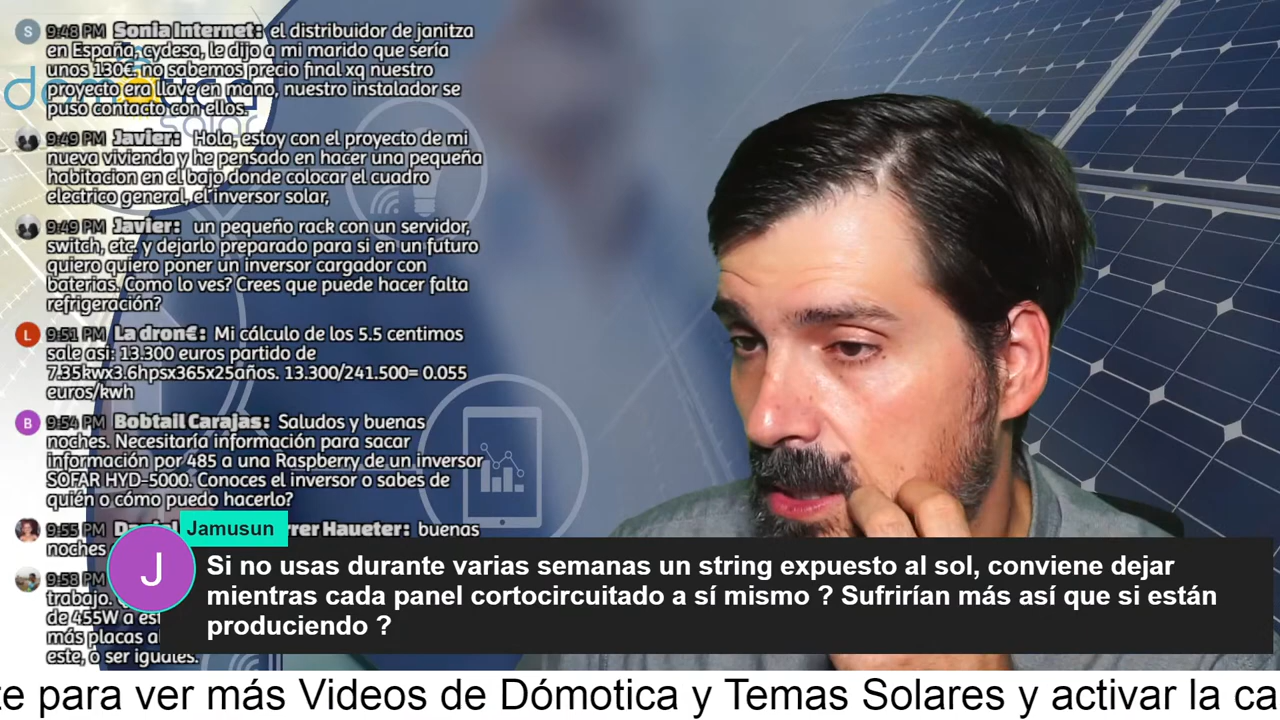 S 9:48 PM Sonia Internet: el distribuidor de janitza
en España, cydesa, le dijo a mi marido que sería
unos 130€, no sabemos precio final xq nuestro
proyecto era llave en mano, nuestro instalador se
puso contacto con ellos.
domótica
solar
9:49 PM Javier: Hola, estoy con el proyecto de mi
nueva vivienda y he pensado en hacer una pequeña
habitacion en el bajo donde colocar el cuadro
electrico general, el inversor solar,
9:49 PM Javier: un pequeño rack con un servidor,
switch, etc. y dejarlo preparado para si en un futuro
quiero quiero poner un inversor cargador con
baterias. Como lo ves? Crees que puede hacer falta
refrigeración?
L 9:51 PM La dron€: Mi cálculo de los 5.5 centimos
sale asi: 13.300 euros partido de
7.35kwx3.6hpsx365x25años. 13.300/241.500= 0.055
euros/kwh
B 9:54 PM Bobtail Carajas: Saludos y buenas
noches. Necesitaría información para sacar
información por 485 a una Raspberry de un inversor
SOFAR HYD-5000. Conoces el inversor o sabes de
quién o cómo puedo hacerlo?
9:55 PM Haueter: buenas
noches
9:58 PM
trabajo.
de 455W a
más placas
este, o ser iguales.
Jamusun
J
Si no usas durante varias semanas un string expuesto al sol, conviene dejar
mientras cada panel cortocircuitado a sí mismo ? Sufrirían más así que si están
produciendo ?
para ver más Videos de Dómotica y Temas Solares y activar la ca